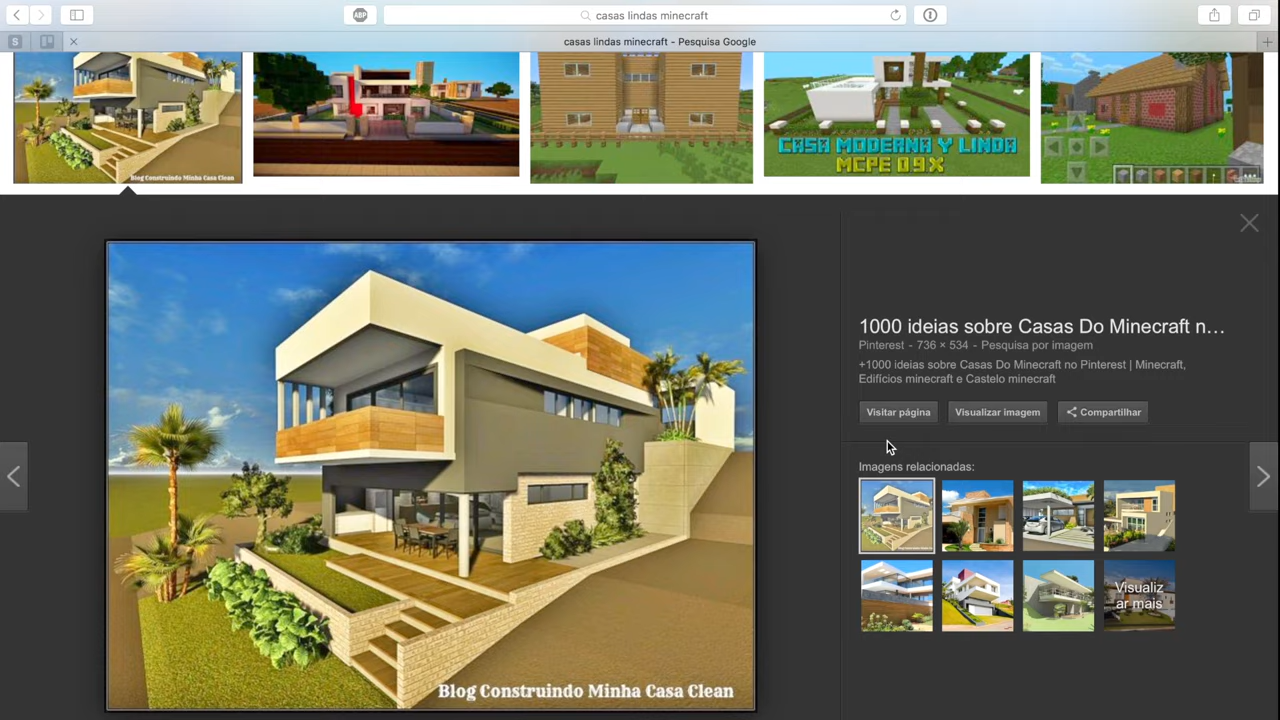 ABP
casas lindas minecraft
S
casas lindas minecraft - Pesquisa Google
Blog Construindo Minha Casa Clean
CASA MODERNA Y LINDA
MCPE 0.9.X
1000 ideias sobre Casas Do Minecraft n...
Pinterest - 736 × 534 - Pesquisa por imagem
+1000 ideias sobre Casas Do Minecraft no Pinterest | Minecraft,
Edifícios minecraft e Castelo minecraft
Visitar página
Visualizar imagem
Compartilhar
Imagens relacionadas:
Visualiz
ar mais
Blog Construindo Minha Casa Clean